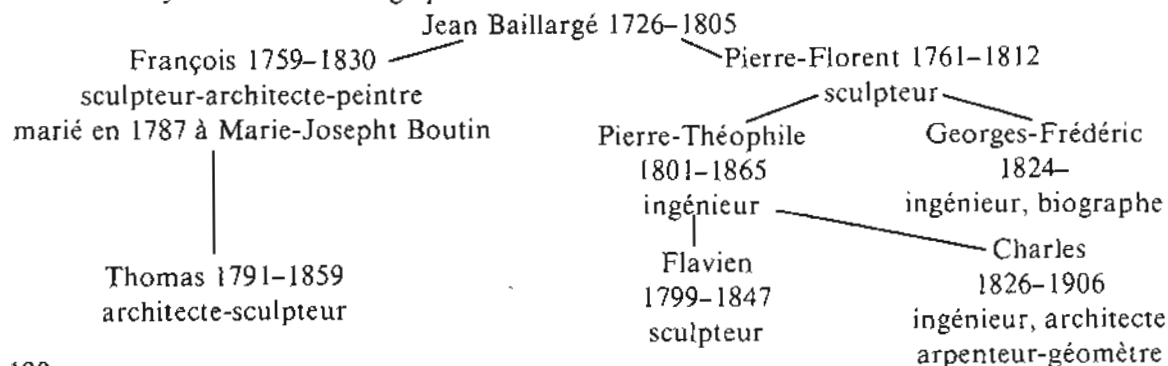 Jean Baillargé 1726–1805
François 1759–1830
sculpteur-architecte-peintre
marié en 1787 à Marie-Josepht Boutin
Pierre-Florent 1761–1812
sculpteur
Pierre-Théophile
1801–1865
ingénieur
Georges-Frédéric
1824–
ingénieur, biographe
Thomas 1791–1859
architecte-sculpteur
Flavien
1799–1847
sculpteur
Charles
1826–1906
ingénieur, architecte
arpenteur-géomètre